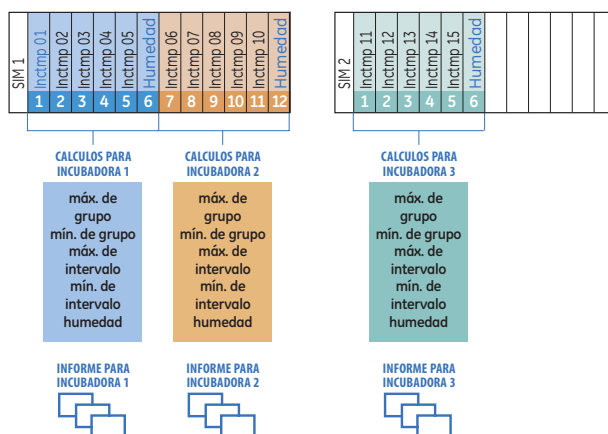 SIM 1
Inctmp 01
Inctmp 02
Inctmp 03
Inctmp 04
Inctmp 05
Humedad
Inctmp 06
Inctmp 07
Inctmp 08
Inctmp 09
Inctmp 10
Humedad
1 2 3 4 5 6 7 8 9 10 11 12
SIM 2
Inctmp 11
Inctmp 12
Inctmp 13
Inctmp 14
Inctmp 15
Humedad
1 2 3 4 5 6
CALCULOS PARA
INCUBADORA 1
máx. de
grupo
mín. de grupo
máx. de
intervalo
mín. de
intervalo
humedad
INFORME PARA
INCUBADORA 1
CALCULOS PARA
INCUBADORA 2
máx. de
grupo
mín. de grupo
máx. de
intervalo
mín. de
intervalo
humedad
INFORME PARA
INCUBADORA 2
CALCULOS PARA
INCUBADORA 3
máx. de
grupo
mín. de grupo
máx. de
intervalo
mín. de
intervalo
humedad
INFORME PARA
INCUBADORA 3